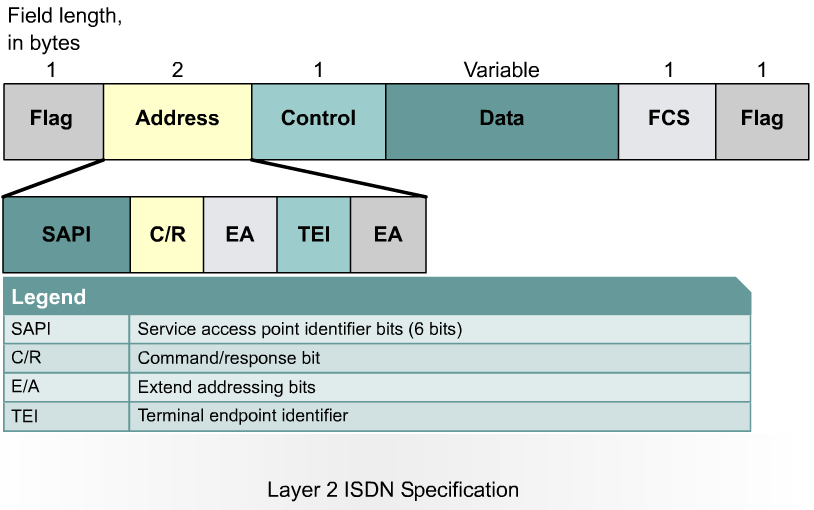 Field length,
in bytes
1 2 1 Variable 1 1
Flag Address Control Data FCS Flag
SAPI C/R EA TEI EA
Legend
SAPI Service access point identifier bits (6 bits)
C/R Command/response bit
E/A Extend addressing bits
TEI Terminal endpoint identifier
Layer 2 ISDN Specification